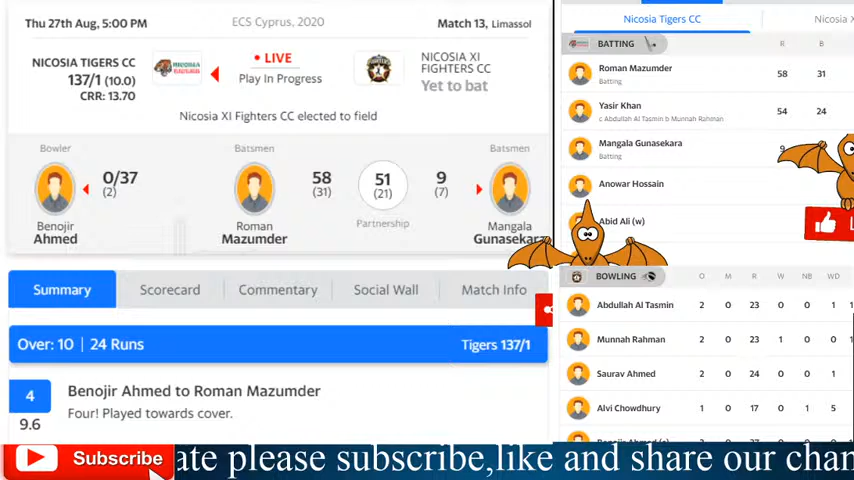 Thu 27th Aug, 5:00 PM
ECS Cyprus, 2020
Match 13, Limassol
NICOSIA TIGERS CC
137/1 (10.0)
CRR: 13.70
• LIVE
Play In Progress
NICOSIA XI
FIGHTERS CC
Yet to bat
Nicosia XI Fighters CC elected to field
Bowler
0/37
(2)
Benojir
Ahmed
Batsmen
58
(31)
Roman
Mazumder
51
(21)
Partnership
Batsmen
9
(7)
Mangala
Gunasekara
Summary
Scorecard
Commentary
Social Wall
Match Info
Over: 10 | 24 Runs
Tigers 137/1
4
9.6
Benojir Ahmed to Roman Mazumder
Four! Played towards cover.
Nicosia Tigers CC
Nicosia X
BATTING R B
Roman Mazumder 58 31
Batting
Yasir Khan 54 24
c Abdullah Al Tasmin b Munnah Rahman
Mangala Gunasekara 9
Batting
Anowar Hossain
Abid Ali (w)
BOWLING O M R W NB WD
Abdullah Al Tasmin 2 0 23 0 0 1
Munnah Rahman 2 0 23 1 0 0
Saurav Ahmed 2 0 24 0 0 1
Alvi Chowdhury 1 0 17 0 1 5
Subscribe
ate please subscribe,like and share our chan